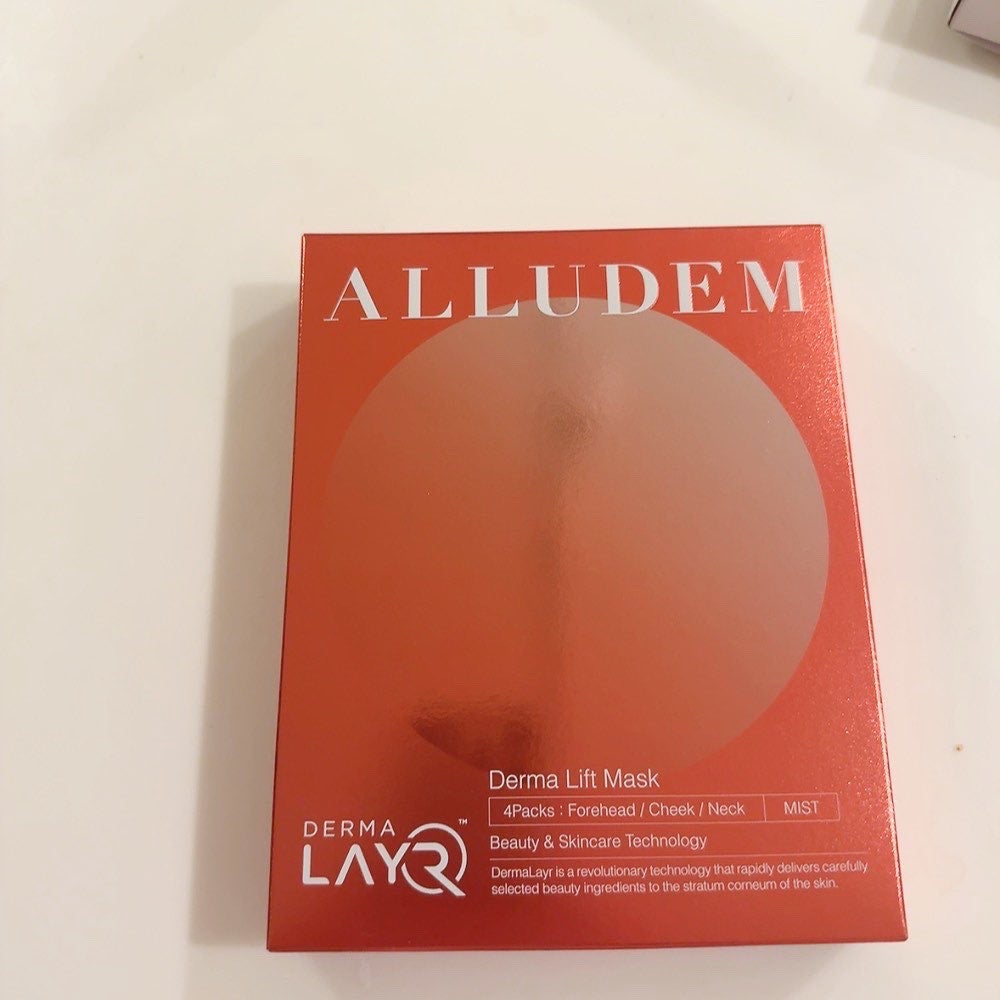 ALLUDEM
Derma Lift Mask
4Packs : Forehead / Cheek / Neck MIST
Beauty & Skincare Technology
DermaLayr is a revolutionary technology that rapidly delivers carefully
selected beauty ingredients to the stratum corneum of the skin.
DERMA
LAYR™